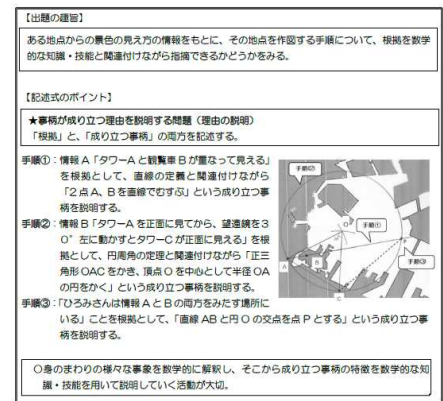 【出題の趣旨】
ある地点からの景色の見え方の情報をもとに、その地点を作図する手順について、根拠を数学
的な知識・技能と関連付けながら指摘できるかどうかをみる。
【記述式のポイント】
★事柄が成り立つ理由を説明する問題（理由の説明）
「根拠」と、「成り立つ事柄」の両方を記述する。
手順①：情報A「タワーAと観覧車Bが重なって見える」
を根拠として、直線の定義と関連付けながら
「2点A、Bを直線でむすぶ」という成り立つ事
柄を説明する。
手順②：情報B「タワーAを正面に見てから、望遠鏡を3
0°左に動かすとタワーCが正面に見える」を根
拠として、円周角の定理と関連付けながら「正三
角形OACをかき、頂点Oを中心として半径OA
の円をかく」という成り立つ事柄を説明する。
手順③：「ひろみさんは情報AとBの両方をみたす場所に
いる」ことを根拠として、「直線ABと円Oの交点を点Pとする」という成り立つ事
柄を説明する。
手順②
手順①
手順③
O
A
B
C
○身のまわりの様々な事象を数学的に解釈し、そこから成り立つ事柄の特徴を数学的な知
識・技能を用いて説明していく活動が大切。